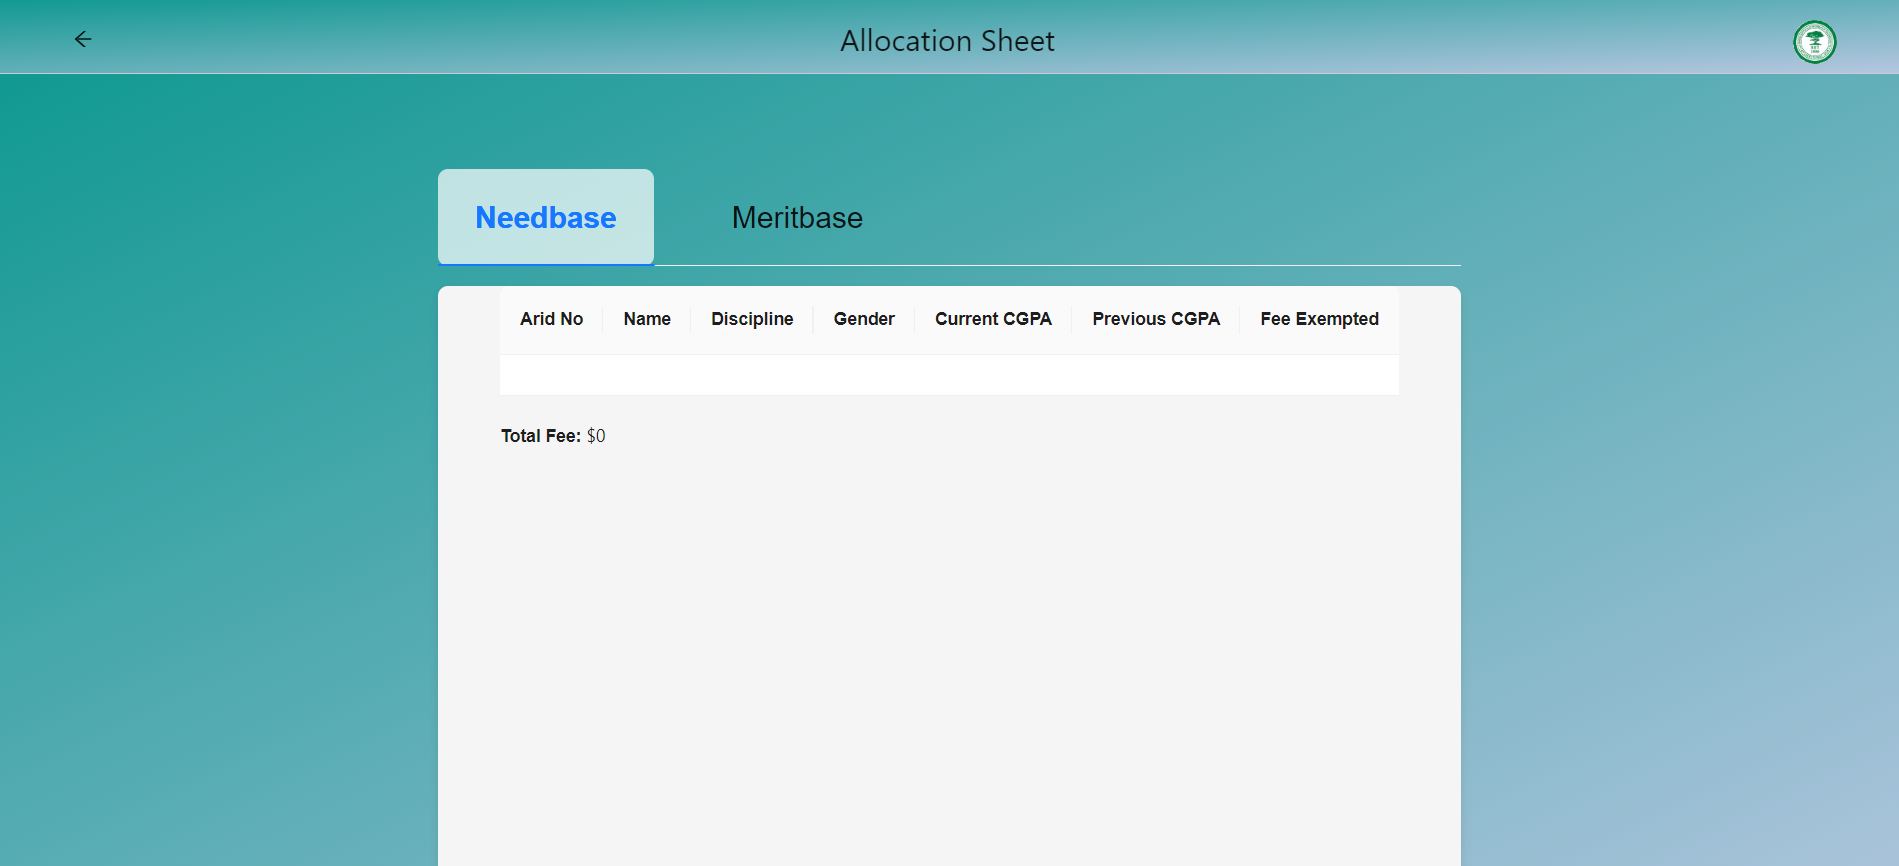 Allocation Sheet
Needbase Meritbase
Arid No Name Discipline Gender Current CGPA Previous CGPA Fee Exempted
Total Fee: $0